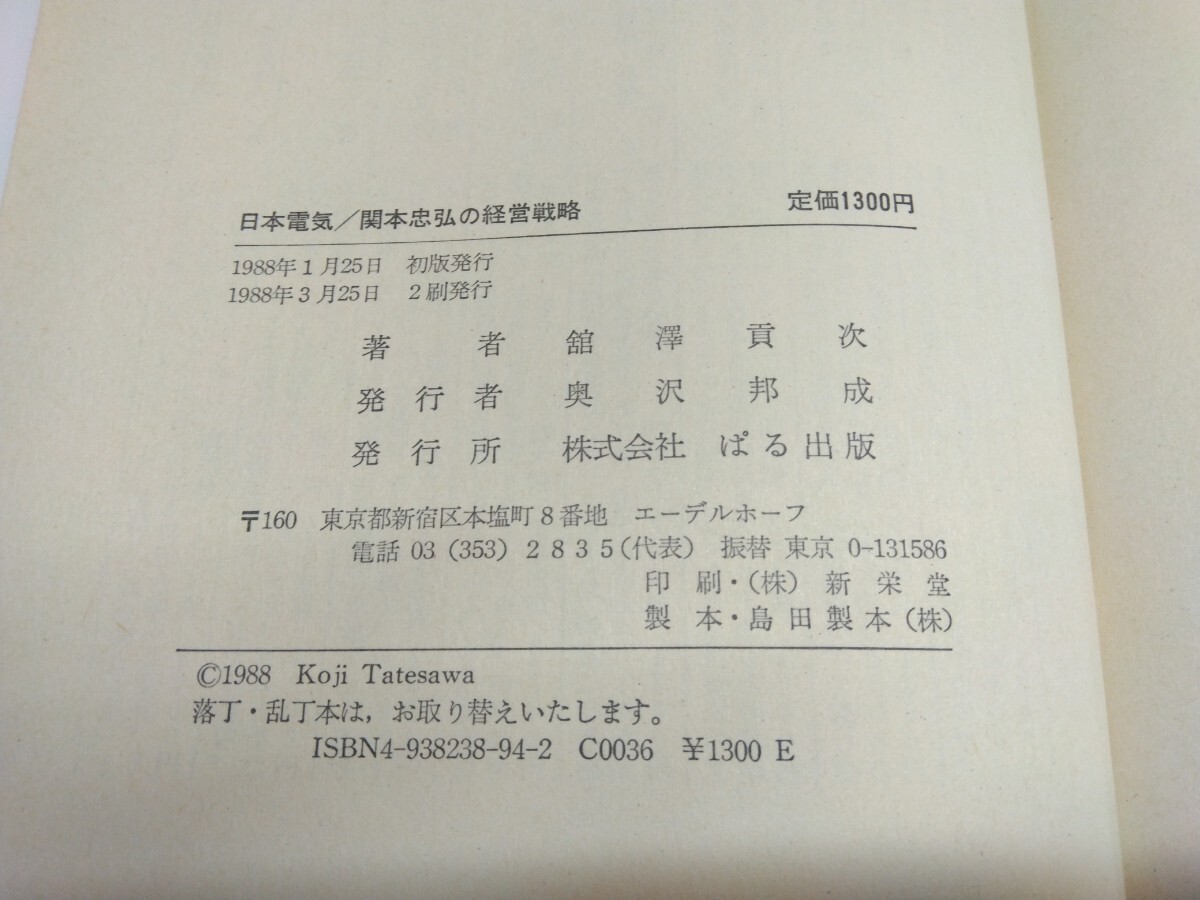 日本電気/関本忠弘の経営戦略 定価1300円
1988年1月25日 初版発行
1988年3月25日 2刷発行
著者 舘澤貢次
発行者 奥沢邦成
発行所 株式会社 ぱる出版
〒160 東京都新宿区本塩町8番地 エーデルホーフ
電話 03 (353) 2835(代表) 振替 東京 0-131586
印刷・(株) 新栄堂
製本・島田製本(株)
©1988 Koji Tatesawa
落丁・乱丁本は,お取り替えいたします。
ISBN4-938238-94-2 C0036 ¥1300 E